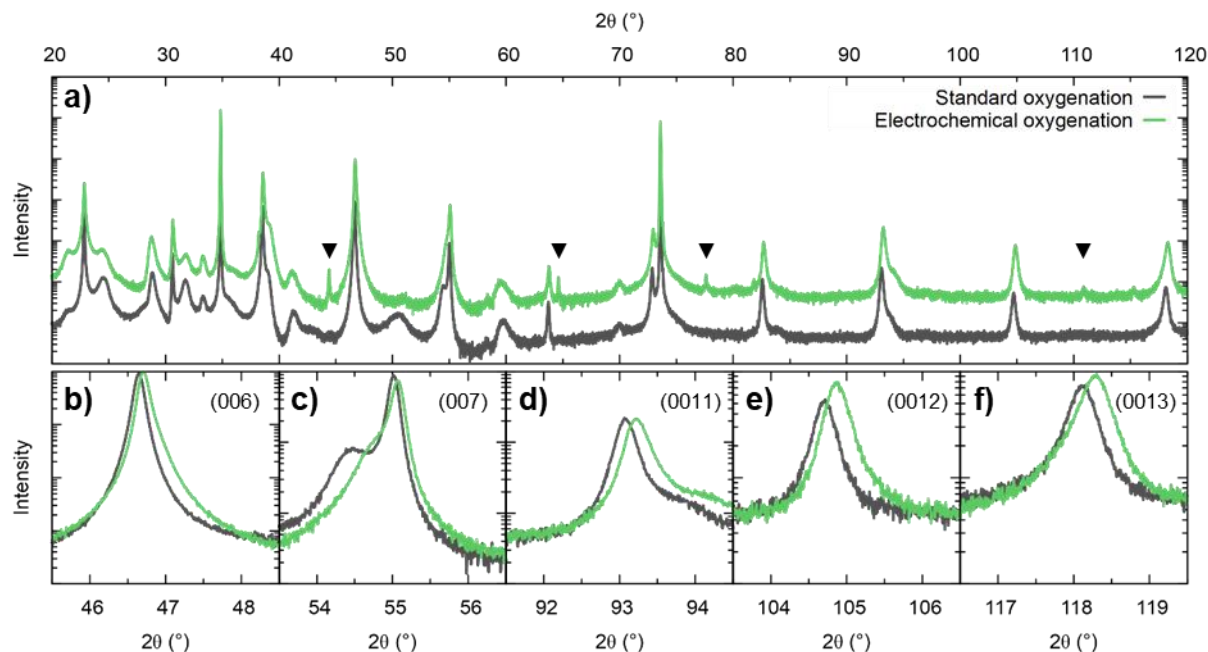 2θ (°)
20 30 40 50 60 70 80 90 100 110 120
a)
Standard oxygenation
Electrochemical oxygenation
Intensity
b) (006)
c) (007)
d) (0011)
e) (0012)
f) (0013)
Intensity
46 47 48 54 55 56 92 93 94 104 105 106 117 118 119
2θ (°) 2θ (°) 2θ (°) 2θ (°) 2θ (°)